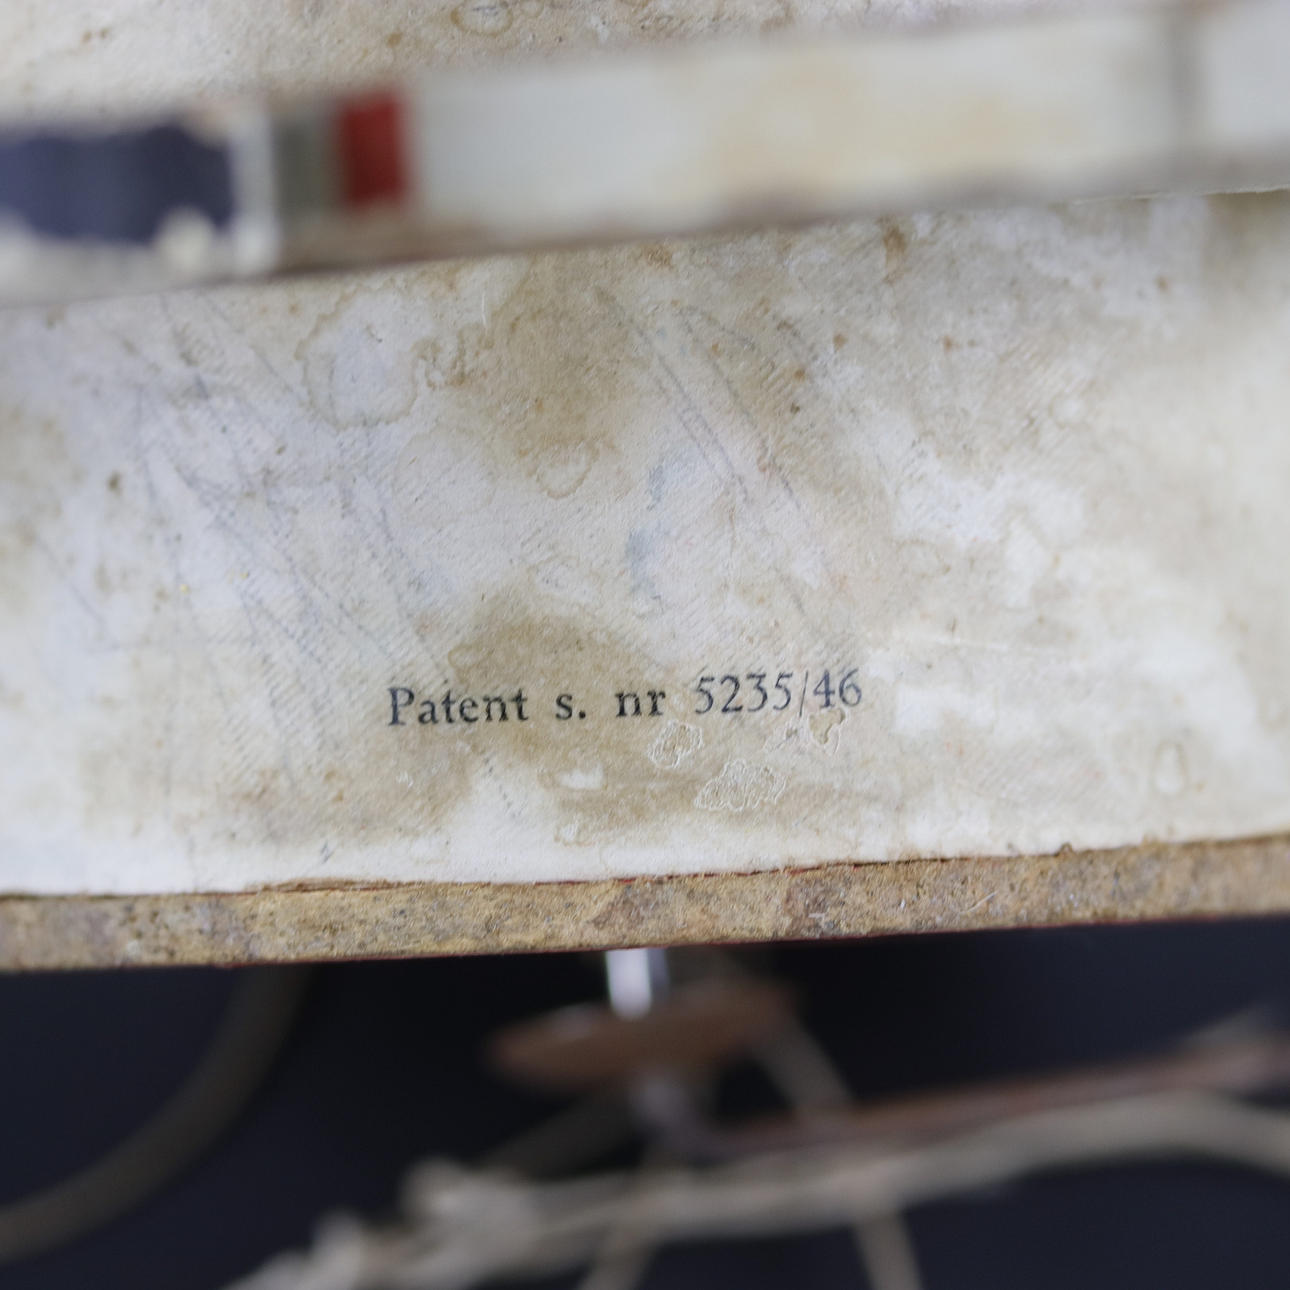 Patent s. nr 5235/46